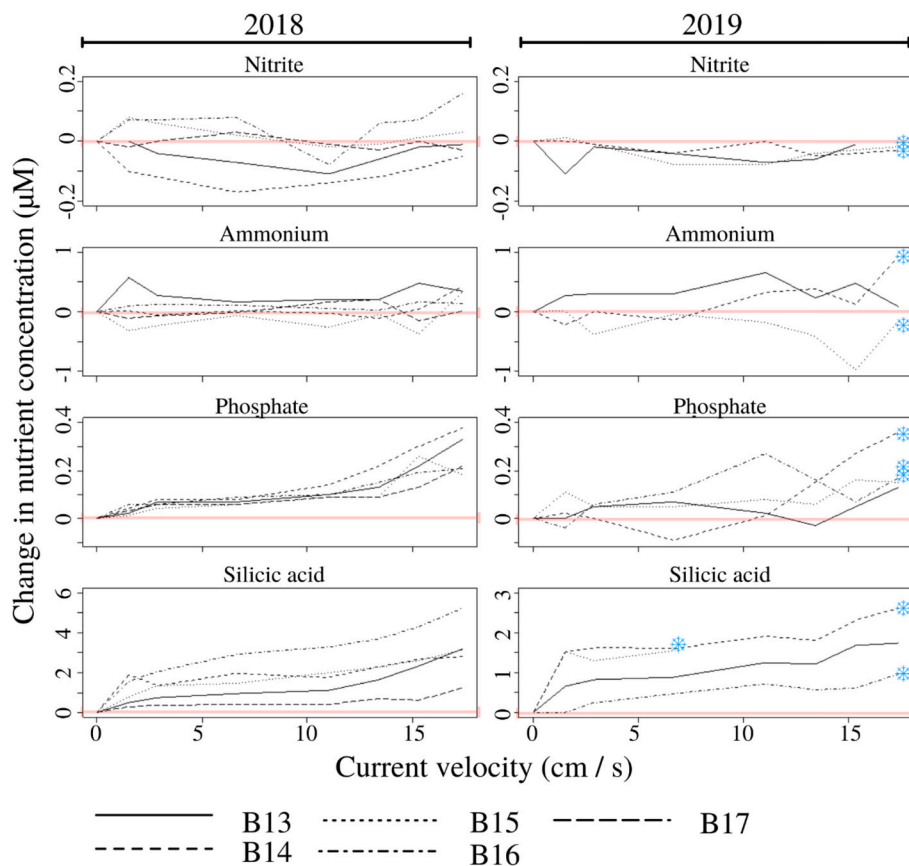 2018 2019
Nitrite Nitrite
0.2 0.2
0 0
-0.2 -0.2
Ammonium Ammonium
1 1
0 0
-1 -1
Phosphate Phosphate
0.4 0.4
0.2 0.2
0 0
Silicic acid Silicic acid
6 3
4 2
2 1
0 0
0 5 10 15 0 5 10 15
Change in nutrient concentration (µM)
Current velocity (cm / s)
B13 B15 B17
B14 B16